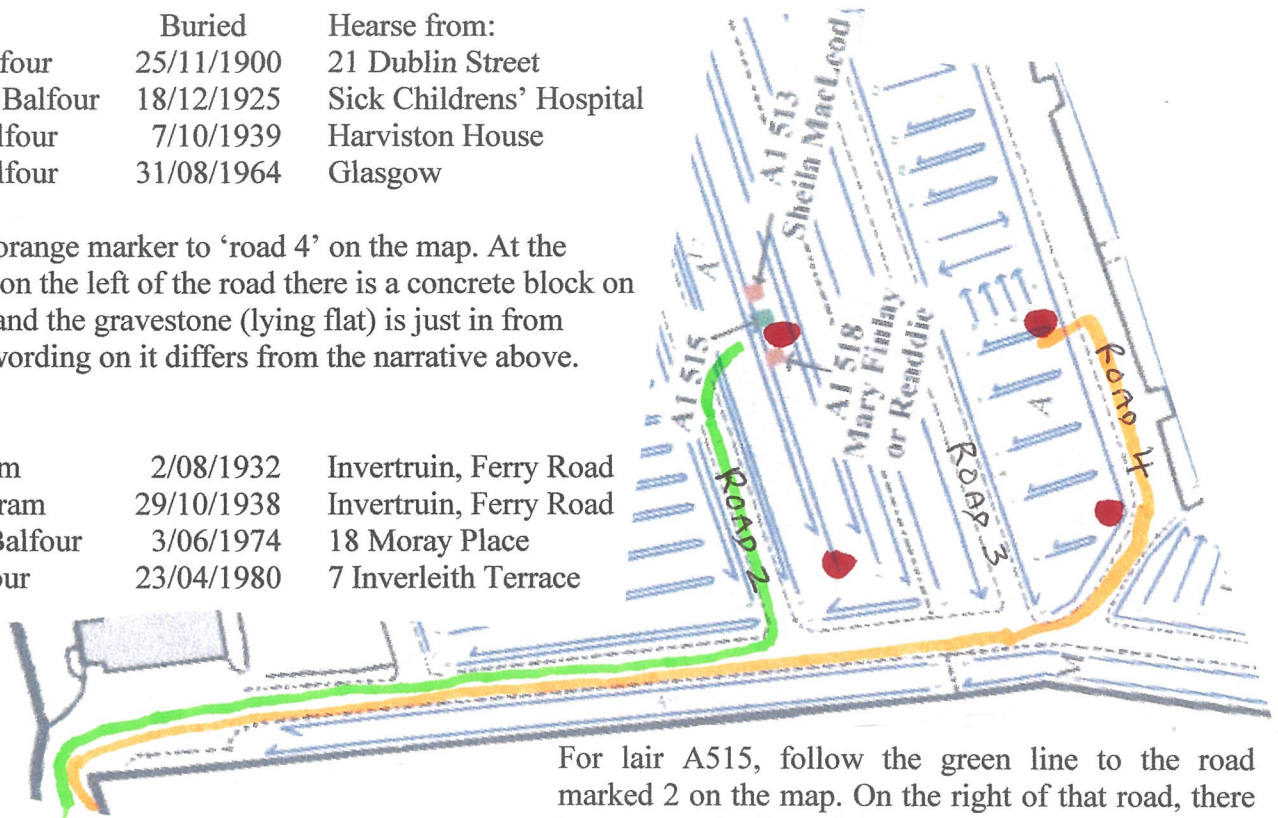 Buried Hearse from:
four 25/11/1900 21 Dublin Street
Balfour 18/12/1925 Sick Childrens' Hospital
lfour 7/10/1939 Harviston House
lfour 31/08/1964 Glasgow
orange marker to 'road 4' on the map. At the
on the left of the road there is a concrete block on
and the gravestone (lying flat) is just in from
wording on it differs from the narrative above.
m 2/08/1932 Invertruin, Ferry Road
ram 29/10/1938 Invertruin, Ferry Road
Balfour 3/06/1974 18 Moray Place
our 23/04/1980 7 Inverleith Terrace
A1 513
Sheila MacLeod
A1
A1 515
A1 518
Mary Finlay
or Readdie
ROAD 2
ROAD 3
A
ROAD 4
For lair A515, follow the green line to the road
marked 2 on the map. On the right of that road, there